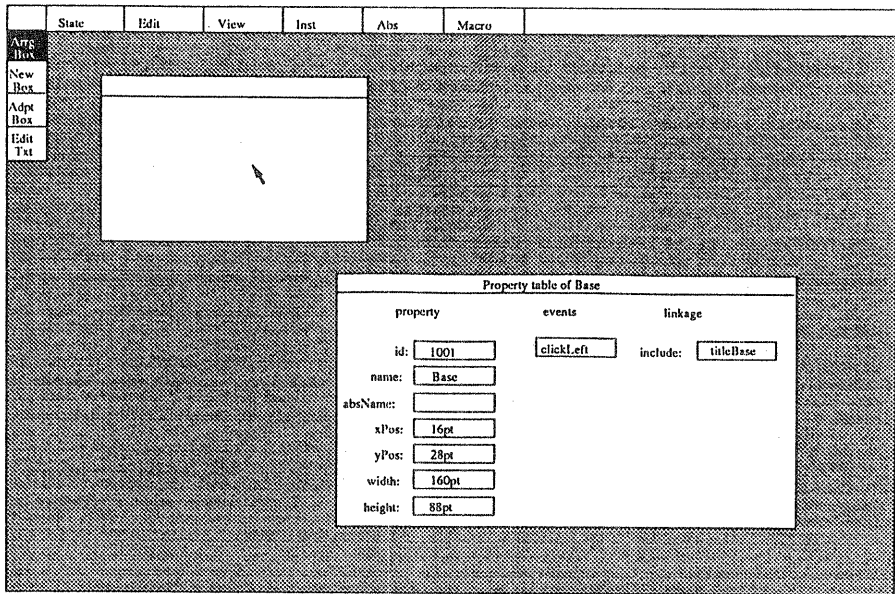 State Edit View Inst Abs Macro
Arrg
Box
New
Box
Adpt
Box
Edit
Txt
Property table of Base
property events linkage
id: 1001 clickLeft include: titleBase
name: Base
absName:
xPos: 16pt
yPos: 28pt
width: 160pt
height: 88pt